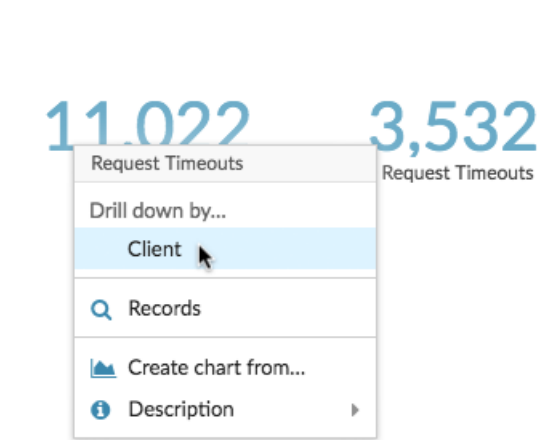 11,022
3,532
Request Timeouts
Request Timeouts
Drill down by...
Client
Records
Create chart from...
Description